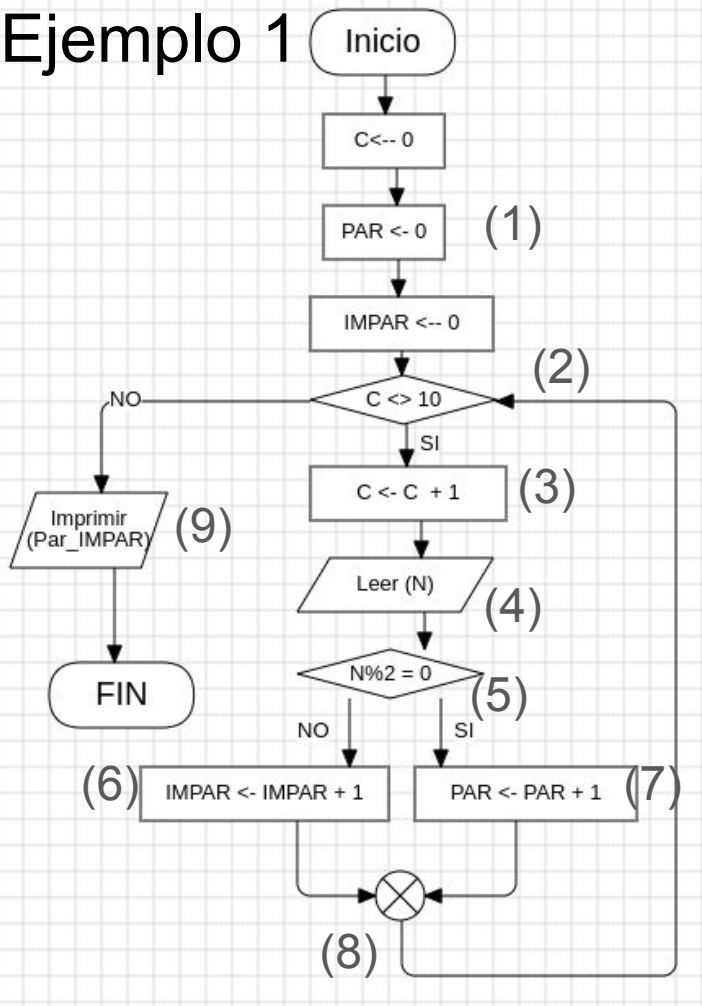 Ejemplo 1
Inicio
C<-- 0
PAR <- 0
(1)
IMPAR <-- 0
(2)
C <> 10
NO
SI
C <- C + 1
(3)
Imprimir
(Par_IMPAR)
(9)
Leer (N)
(4)
N%2 = 0
(5)
FIN
NO
SI
(6)
IMPAR <- IMPAR + 1
PAR <- PAR + 1
(7)
(8)